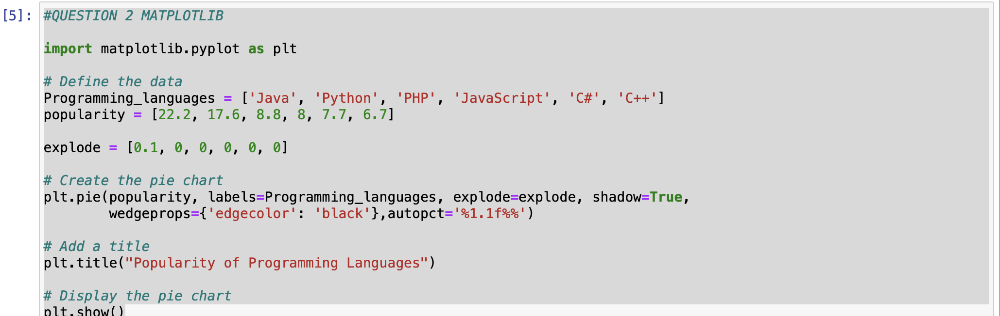 [5]: #QUESTION 2 MATPLOTLIB
import matplotlib.pyplot as plt
# Define the data
Programming_languages = ['Java', 'Python', 'PHP', 'JavaScript', 'C#', 'C++']
popularity = [22.2, 17.6, 8.8, 8, 7.7, 6.7]
explode = [0.1, 0, 0, 0, 0, 0]
# Create the pie chart
plt.pie(popularity, labels=Programming_languages, explode=explode, shadow=True,
        wedgeprops={'edgecolor': 'black'},autopct='%1.1f%%')
# Add a title
plt.title("Popularity of Programming Languages")
# Display the pie chart
plt.show()